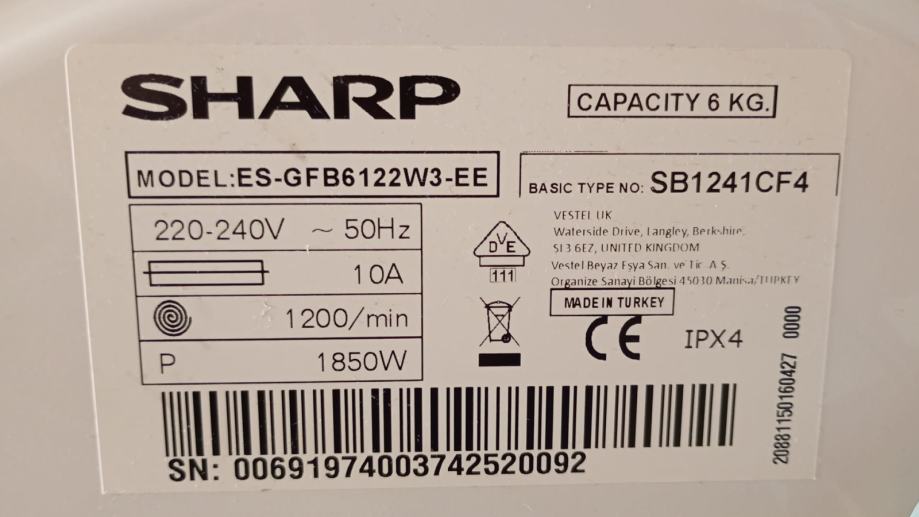 SHARP
CAPACITY 6 KG.
MODEL:ES-GFB6122W3-EE
BASIC TYPE NO: SB1241CF4
220-240V ~ 50Hz
10A
1200/min
P 1850W
DVE
111
VESTEL UK
Waterside Drive, Langley, Berkshire,
SL3 6EZ, UNITED KINGDOM
Vestel Beyaz Eşya San. ve Tic. A.Ş.
Organize Sanayi Bölgesi 45030 Manisa/TURKEY
MADE IN TURKEY
CE IPX4
20881150160427 0000
SN: 00691974003742520092